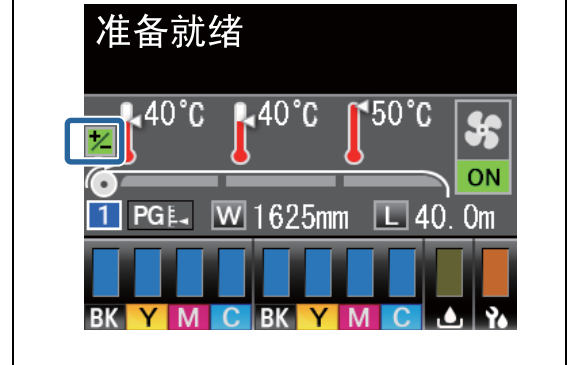 准备就绪
40°C 40°C 50°C
+/-
ON
1 PG W 1625mm L 40.0m
BK Y M C BK Y M C